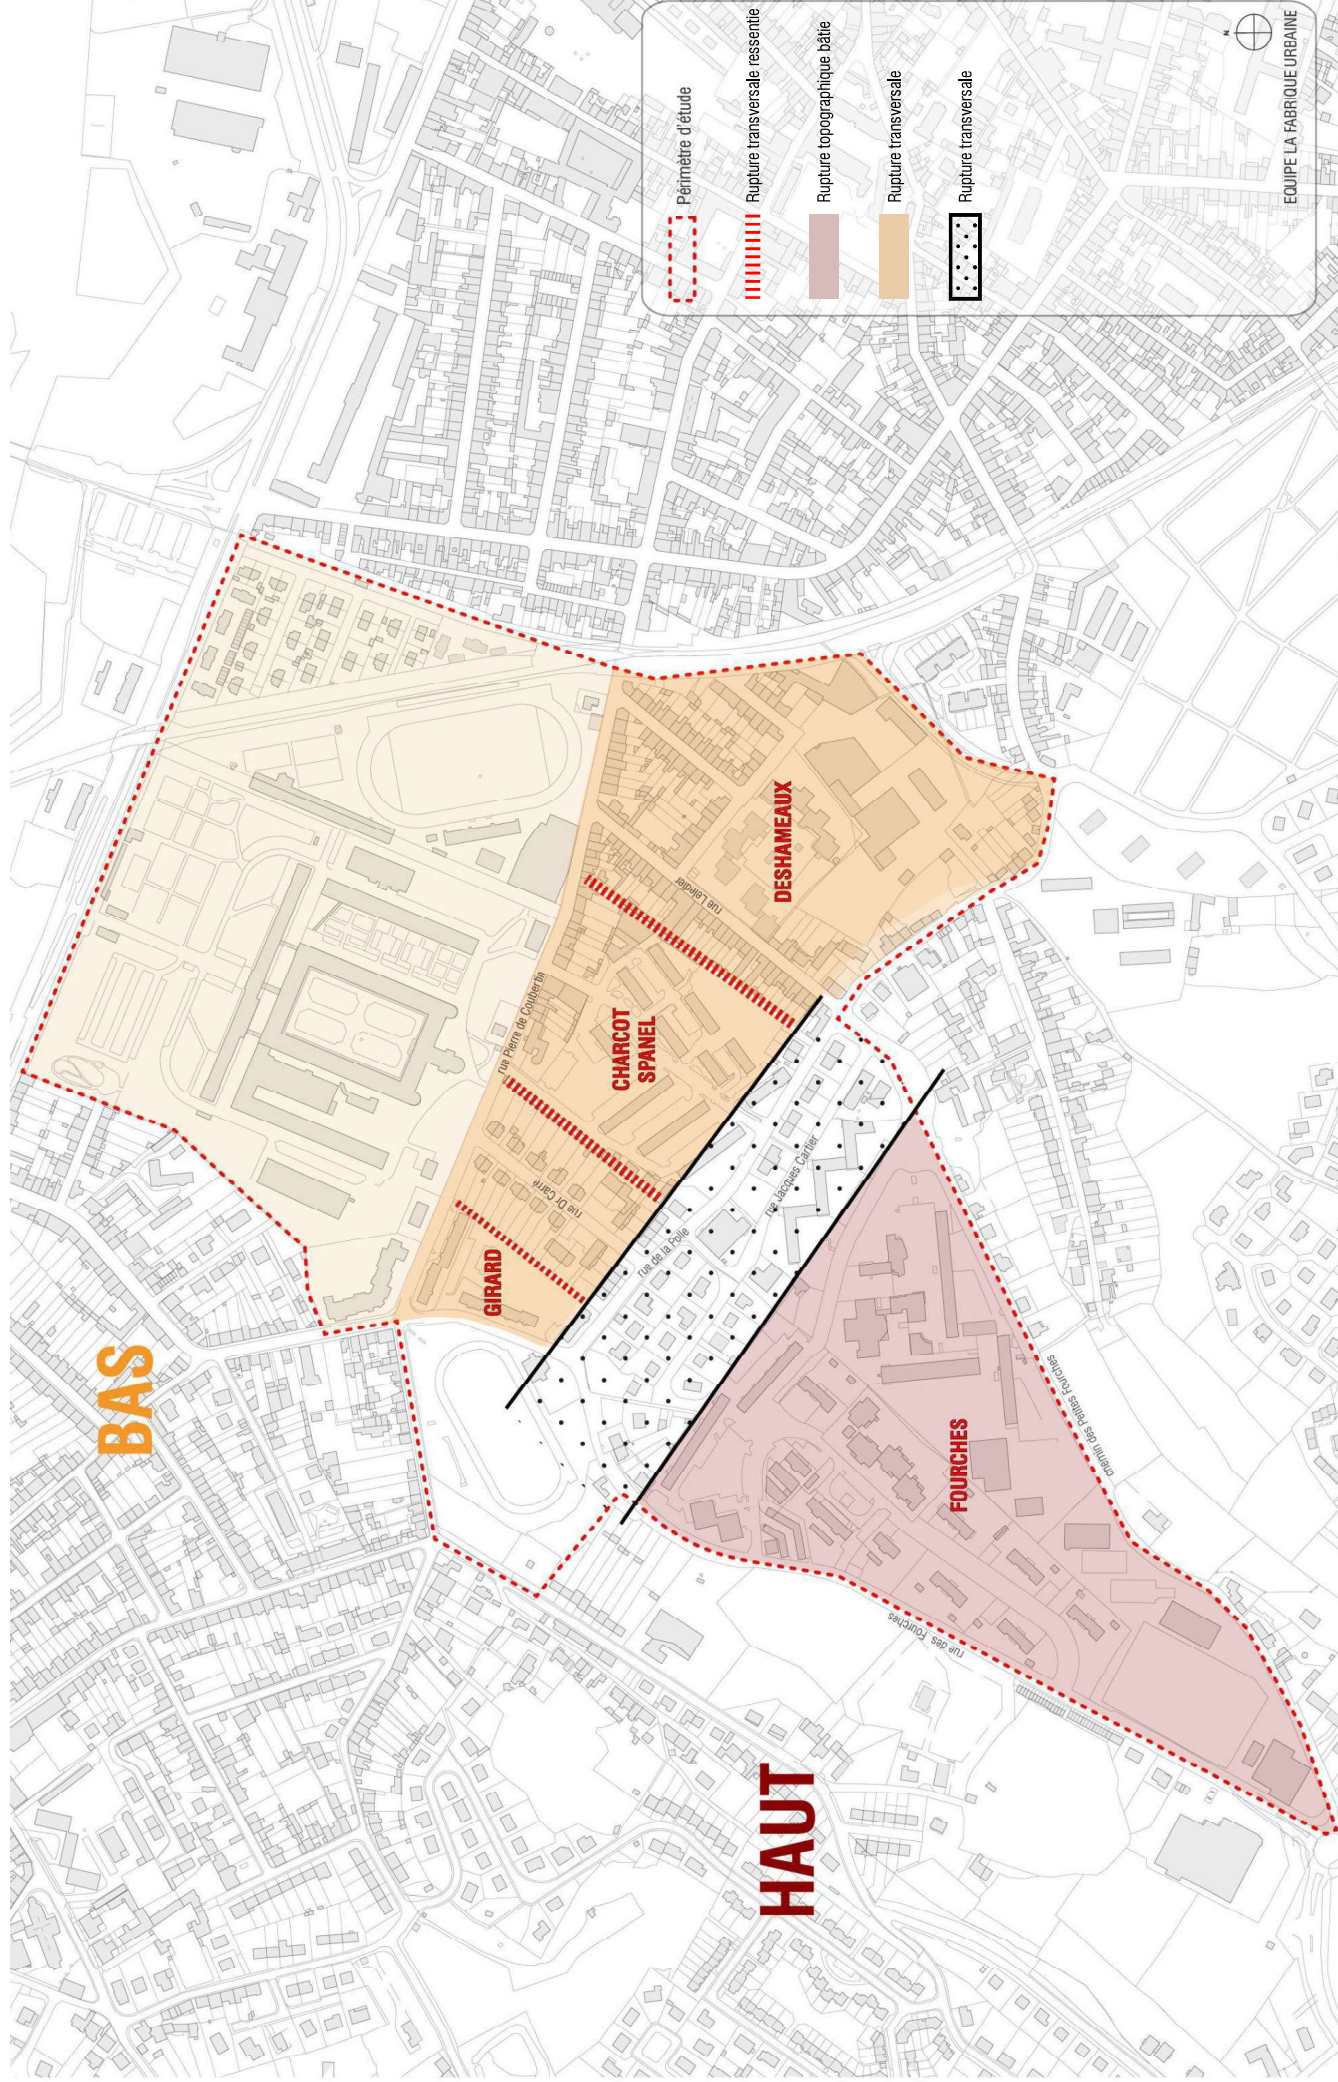 BAS
HAUT
GIRARD
CHARCOT
SPANEL
DESHAMEAUX
FOURCHES
rue Pierre de Coubertin
rue Dr Carré
rue Lelédier
rue de la Poile
rue Jacques Cartier
chemin des Petites Fourches
rue des Fourches
Périmètre d'étude
Rupture transversale ressentie
Rupture topographique bâtie
Rupture transversale
Rupture transversale
N
EQUIPE LA FABRIQUE URBAINE